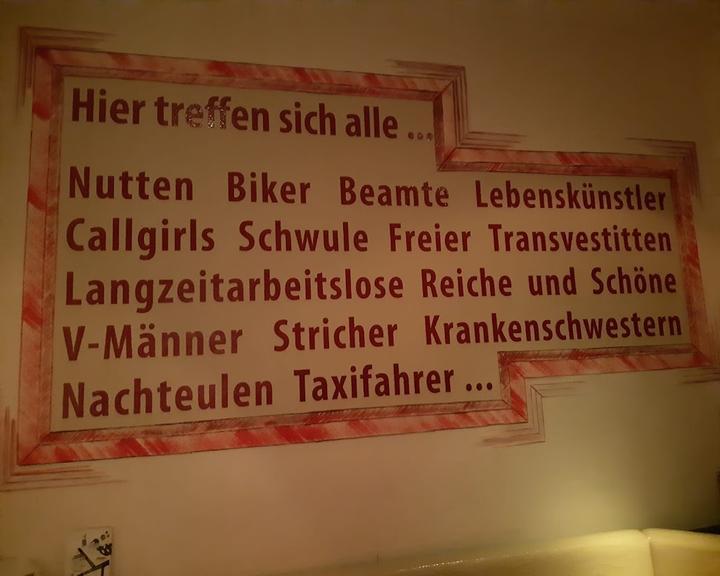 Hier treffen sich alle ...
Nutten Biker Beamte Lebenskünstler
Callgirls Schwule Freier Transvestitten
Langzeitarbeitslose Reiche und Schöne
V-Männer Stricher Krankenschwestern
Nachteulen Taxifahrer ...